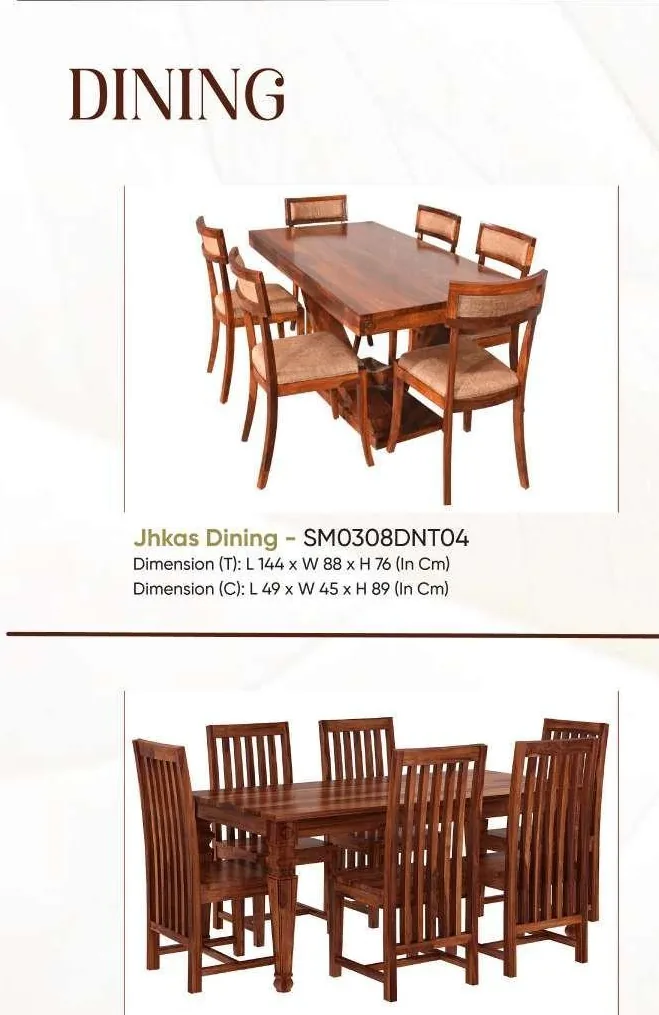 DINING
Jhkas Dining - SM0308DNT04
Dimension (T): L 144 x W 88 x H 76 (In Cm)
Dimension (C): L 49 x W 45 x H 89 (In Cm)